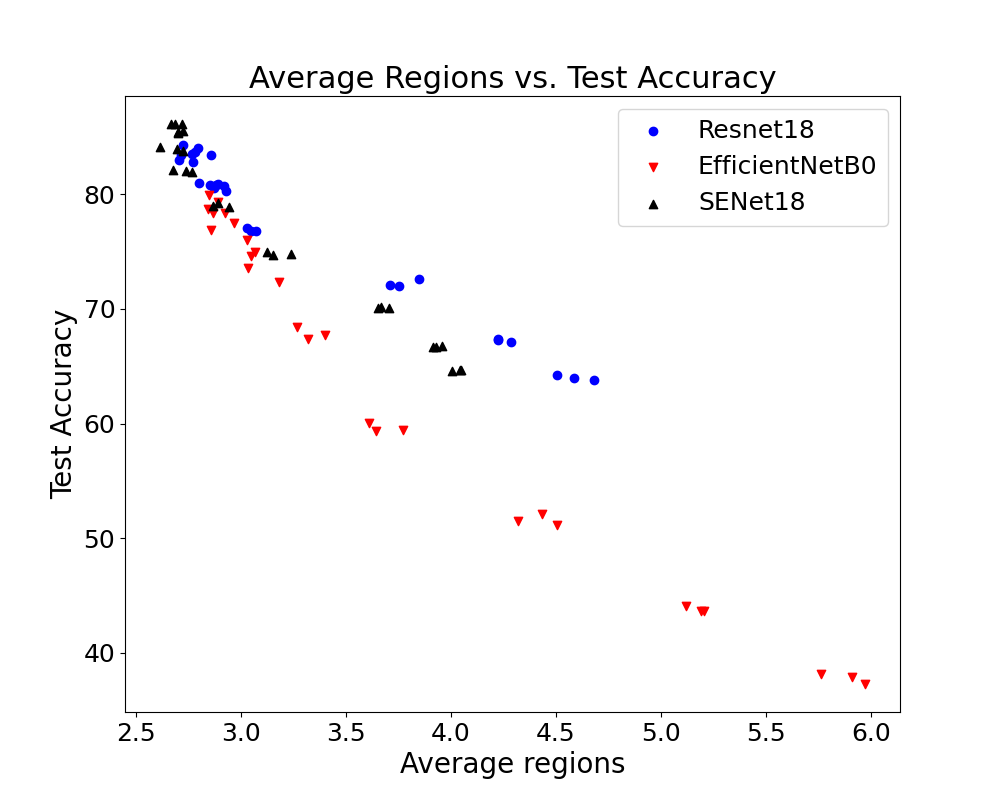 Average Regions vs. Test Accuracy
Resnet18
EfficientNetB0
SENet18
Test Accuracy
80
70
60
50
40
2.5 3.0 3.5 4.0 4.5 5.0 5.5 6.0
Average regions